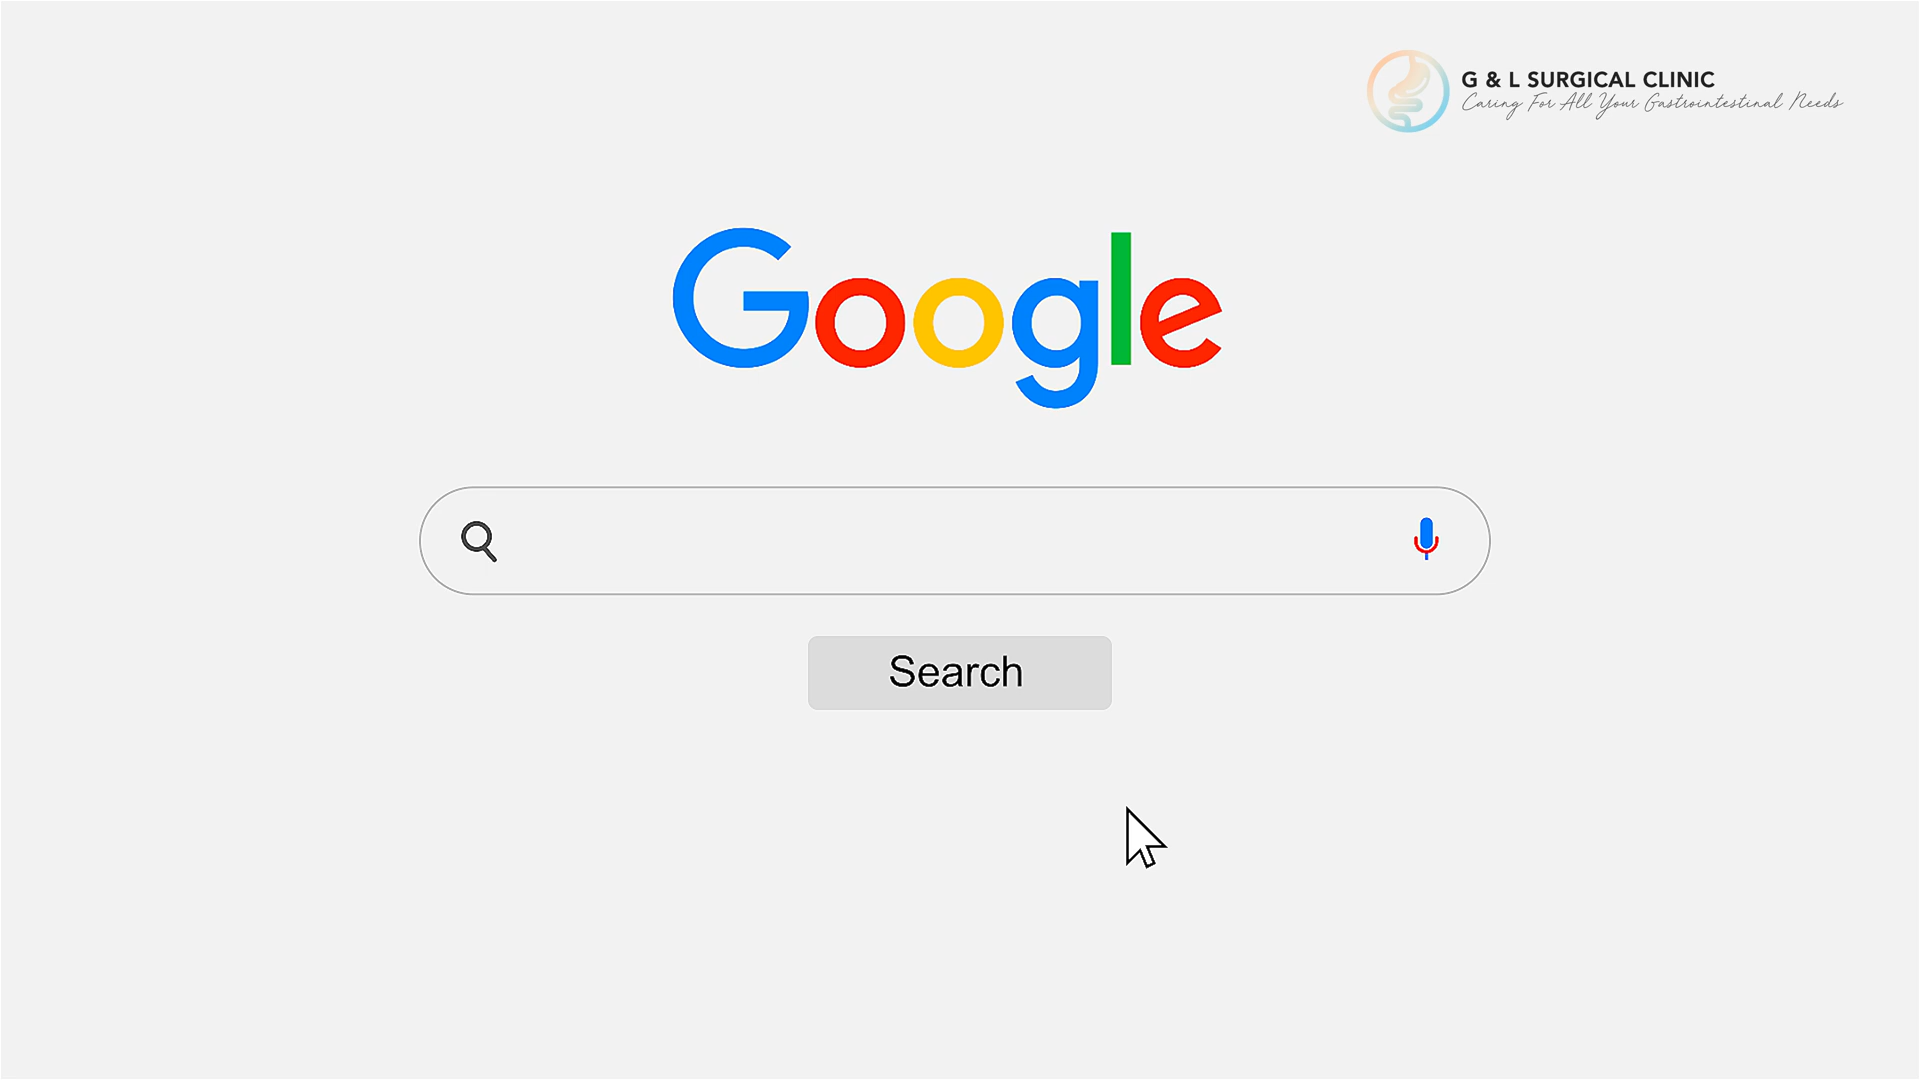 G & L SURGICAL CLINIC
Caring For All Your Gastrointestinal Needs
Google
Search